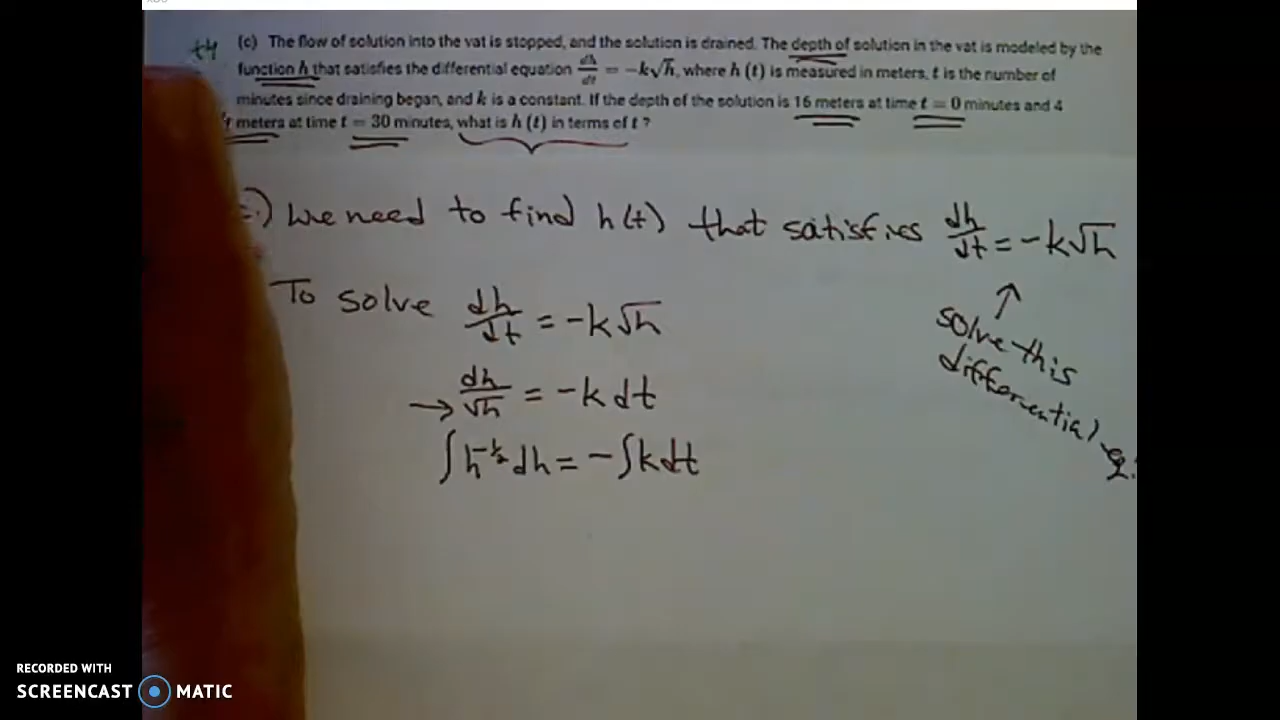 (c) The flow of solution into the vat is stopped, and the solution is drained. The depth of solution in the vat is modeled by the
function h that satisfies the differential equation dh/dt = -k√h, where h (t) is measured in meters, t is the number of
minutes since draining began, and k is a constant. If the depth of the solution is 16 meters at time t = 0 minutes and 4
meters at time t = 30 minutes, what is h (t) in terms of t ?
we need to find h(t) that satisfies dh/dt = -k√h
To solve dh/dt = -k√h
solve this
differential
dh/√h = -k dt
∫h^-½ dh = -∫k dt
RECORDED WITH
SCREENCAST MATIC